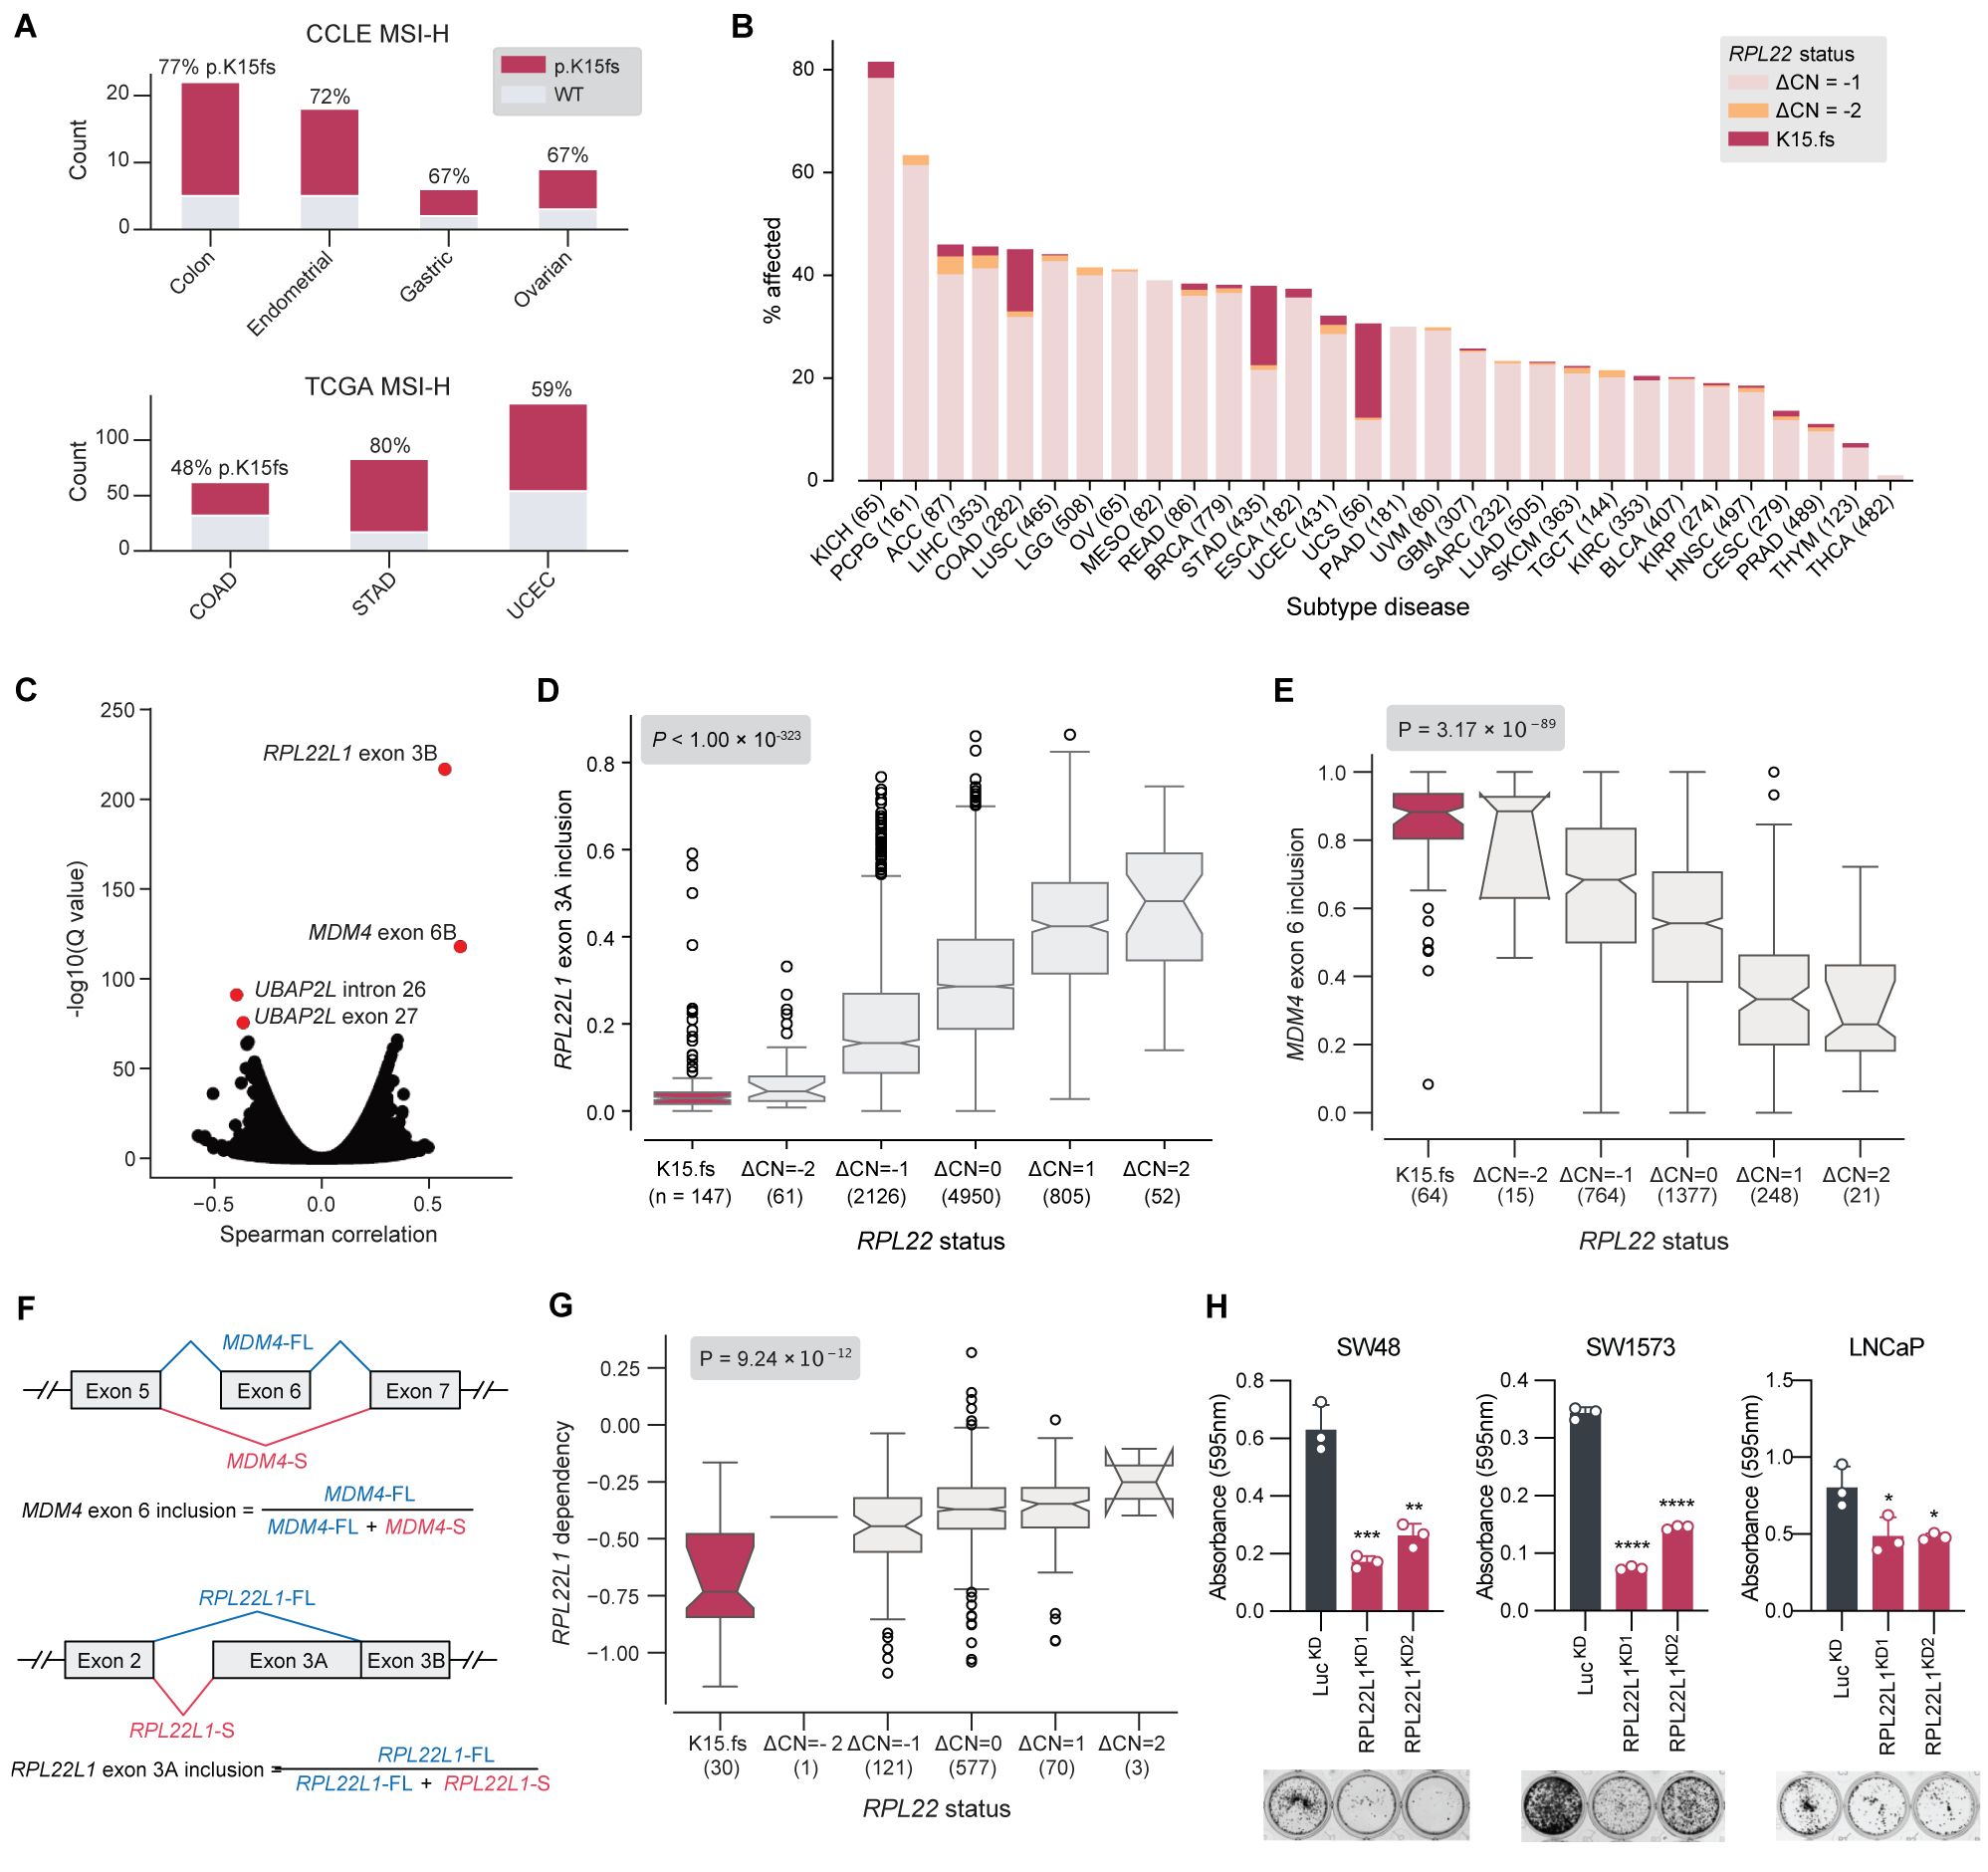 A
CCLE MSI-H
p.K15fs
WT
77% p.K15fs
72%
67%
67%
Count
20
10
0
Colon
Endometrial
Gastric
Ovarian
TCGA MSI-H
48% p.K15fs
80%
59%
Count
100
50
0
COAD
STAD
UCEC
B
RPL22 status
ΔCN = -1
ΔCN = -2
K15.fs
% affected
80
60
40
20
0
KICH (65)
PCPG (161)
ACC (87)
LIHC (353)
COAD (282)
LUSC (465)
LGG (508)
OV (65)
MESO (82)
READ (86)
BRCA (779)
STAD (435)
ESCA (182)
UCEC (431)
UCS (56)
PAAD (181)
UVM (80)
GBM (307)
SARC (232)
LUAD (505)
SKCM (363)
TGCT (144)
KIRC (353)
BLCA (407)
KIRP (274)
HNSC (497)
CESC (279)
PRAD (489)
THYM (123)
THCA (482)
Subtype disease
C
-log10(Q value)
250
200
150
100
50
0
RPL22L1 exon 3B
MDM4 exon 6B
UBAP2L intron 26
UBAP2L exon 27
−0.5 0.0 0.5
Spearman correlation
D
P < 1.00 × 10-323
RPL22L1 exon 3A inclusion
0.8
0.6
0.4
0.2
0.0
K15.fs ΔCN=-2 ΔCN=-1 ΔCN=0 ΔCN=1 ΔCN=2
(n = 147) (61) (2126) (4950) (805) (52)
RPL22 status
E
P = 3.17 × 10 −89
MDM4 exon 6 inclusion
1.0
0.8
0.6
0.4
0.2
0.0
K15.fs ΔCN=-2 ΔCN=-1 ΔCN=0 ΔCN=1 ΔCN=2
(64) (15) (764) (1377) (248) (21)
RPL22 status
F
MDM4-FL
Exon 5 Exon 6 Exon 7
MDM4-S
MDM4 exon 6 inclusion =
MDM4-FL
MDM4-FL + MDM4-S
RPL22L1-FL
Exon 2 Exon 3A Exon 3B
RPL22L1-S
RPL22L1 exon 3A inclusion =
RPL22L1-FL
RPL22L1-FL + RPL22L1-S
G
P = 9.24 × 10 −12
RPL22L1 dependency
0.25
0.00
−0.25
−0.50
−0.75
−1.00
K15.fs ΔCN=- 2 ΔCN=-1 ΔCN=0 ΔCN=1 ΔCN=2
(30) (1) (121) (577) (70) (3)
RPL22 status
H
SW48
Absorbance (595nm)
0.8
0.6
0.4
0.2
0.0
***
**
LucKD
RPL22L1KD1
RPL22L1KD2
SW1573
Absorbance (595nm)
0.4
0.3
0.2
0.1
0.0
****
****
LucKD
RPL22L1KD1
RPL22L1KD2
LNCaP
Absorbance (595nm)
1.5
1.0
0.5
0.0
*
*
LucKD
RPL22L1KD1
RPL22L1KD2